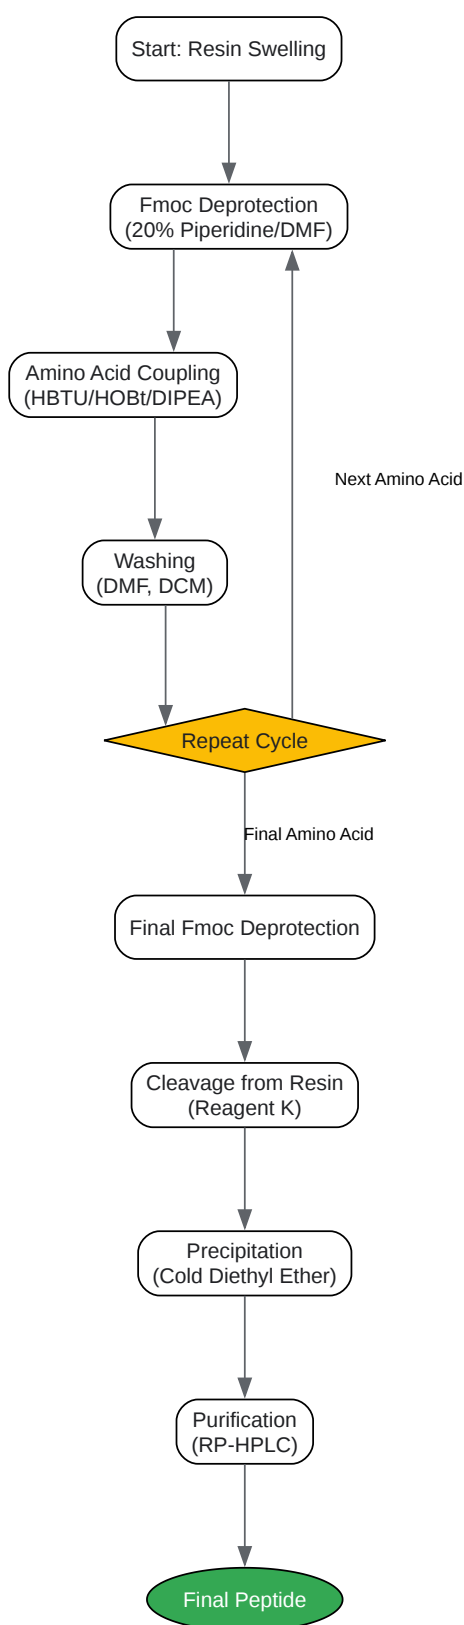 Start: Resin Swelling
Fmoc Deprotection
(20% Piperidine/DMF)
Amino Acid Coupling
(HBTU/HOBt/DIPEA)
Next Amino Acid
Washing
(DMF, DCM)
Repeat Cycle
Final Amino Acid
Final Fmoc Deprotection
Cleavage from Resin
(Reagent K)
Precipitation
(Cold Diethyl Ether)
Purification
(RP-HPLC)
Final Peptide